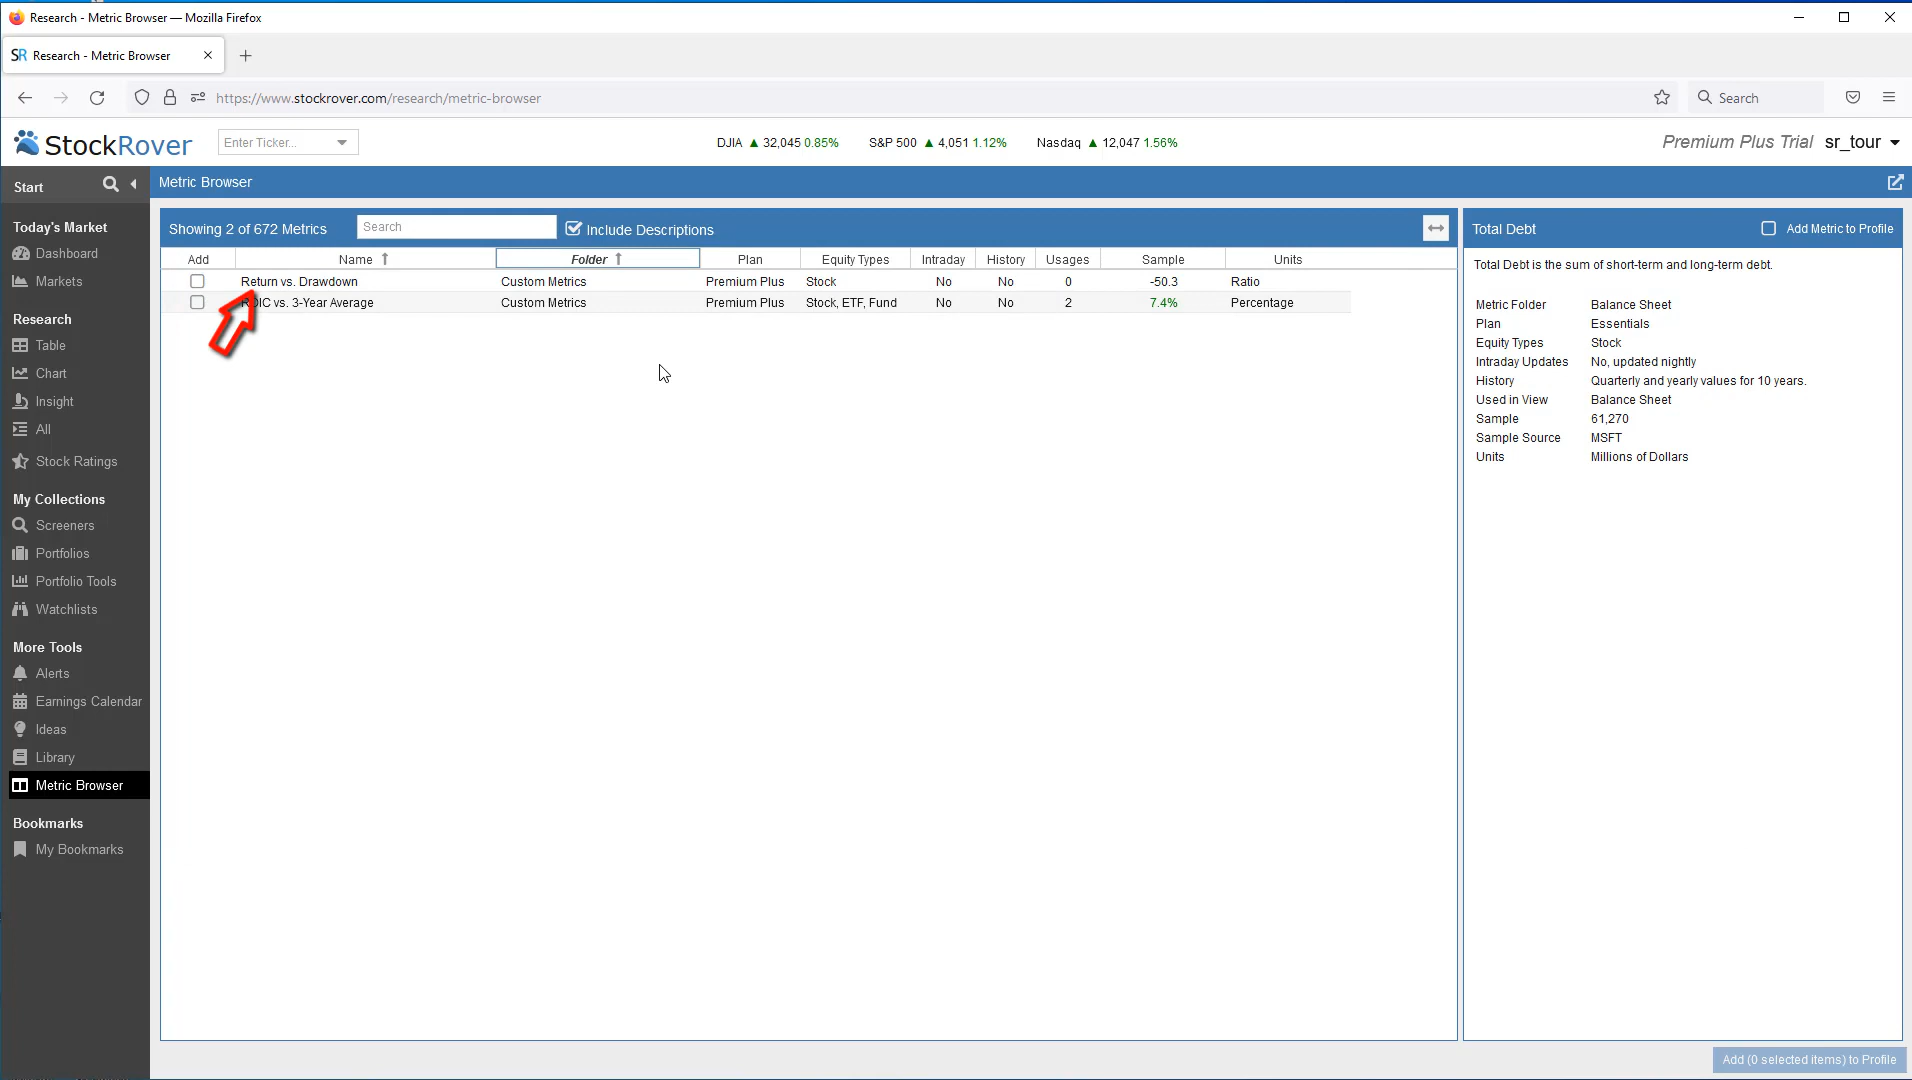 Research - Metric Browser — Mozilla Firefox
SR Research - Metric Browser
https://www.stockrover.com/research/metric-browser
Search
StockRover
Enter Ticker...
DJIA ▲ 32,045 0.85% S&P 500 ▲ 4,051 1.12% Nasdaq ▲ 12,047 1.56%
Premium Plus Trial sr_tour
Start
Today's Market
Dashboard
Markets
Research
Table
Chart
Insight
All
Stock Ratings
My Collections
Screeners
Portfolios
Portfolio Tools
Watchlists
More Tools
Alerts
Earnings Calendar
Ideas
Library
Metric Browser
Bookmarks
My Bookmarks
Metric Browser
Showing 2 of 672 Metrics Search Include Descriptions
Add Name Folder Plan Equity Types Intraday History Usages Sample Units
Return vs. Drawdown Custom Metrics Premium Plus Stock No No 0 -50.3 Ratio
vs. 3-Year Average Custom Metrics Premium Plus Stock, ETF, Fund No No 2 7.4% Percentage
Total Debt Add Metric to Profile
Total Debt is the sum of short-term and long-term debt.
Metric Folder Balance Sheet
Plan Essentials
Equity Types Stock
Intraday Updates No, updated nightly
History Quarterly and yearly values for 10 years.
Used in View Balance Sheet
Sample 61,270
Sample Source MSFT
Units Millions of Dollars
Add (0 selected items) to Profile